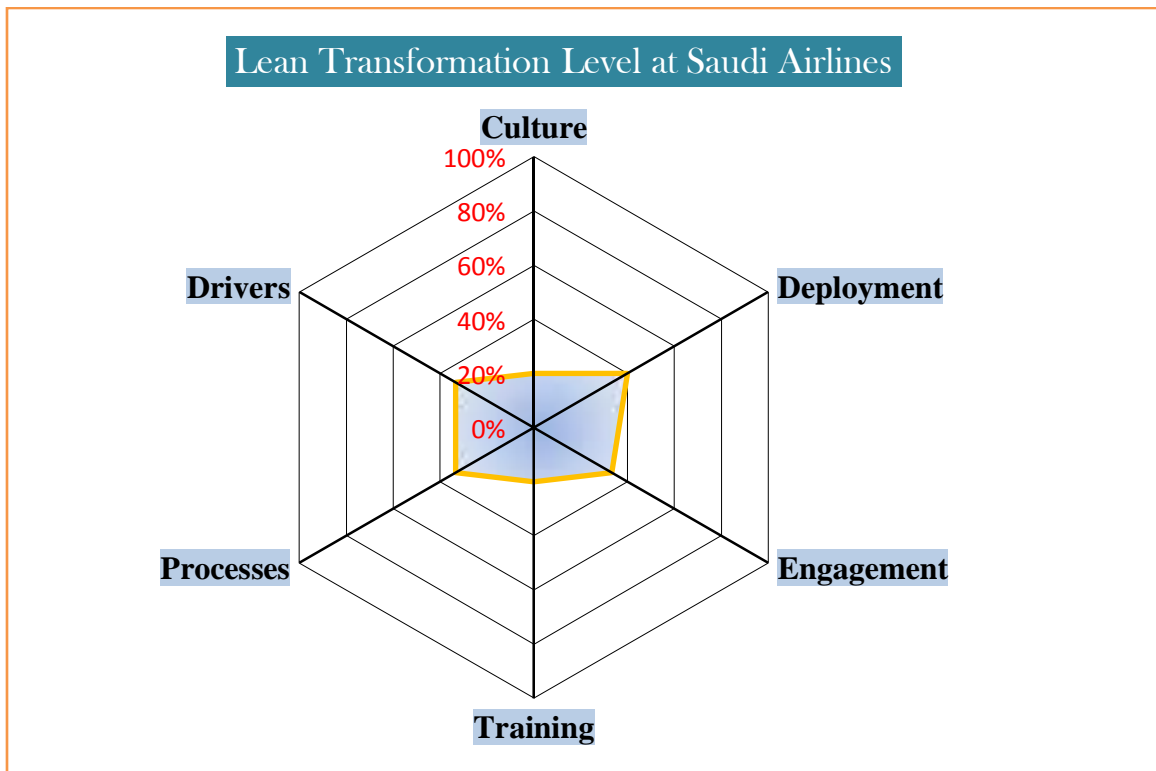 Lean Transformation Level at Saudi Airlines
Culture
100%
80%
60%
Drivers
Deployment
40%
20%
0%
Processes
Engagement
Training